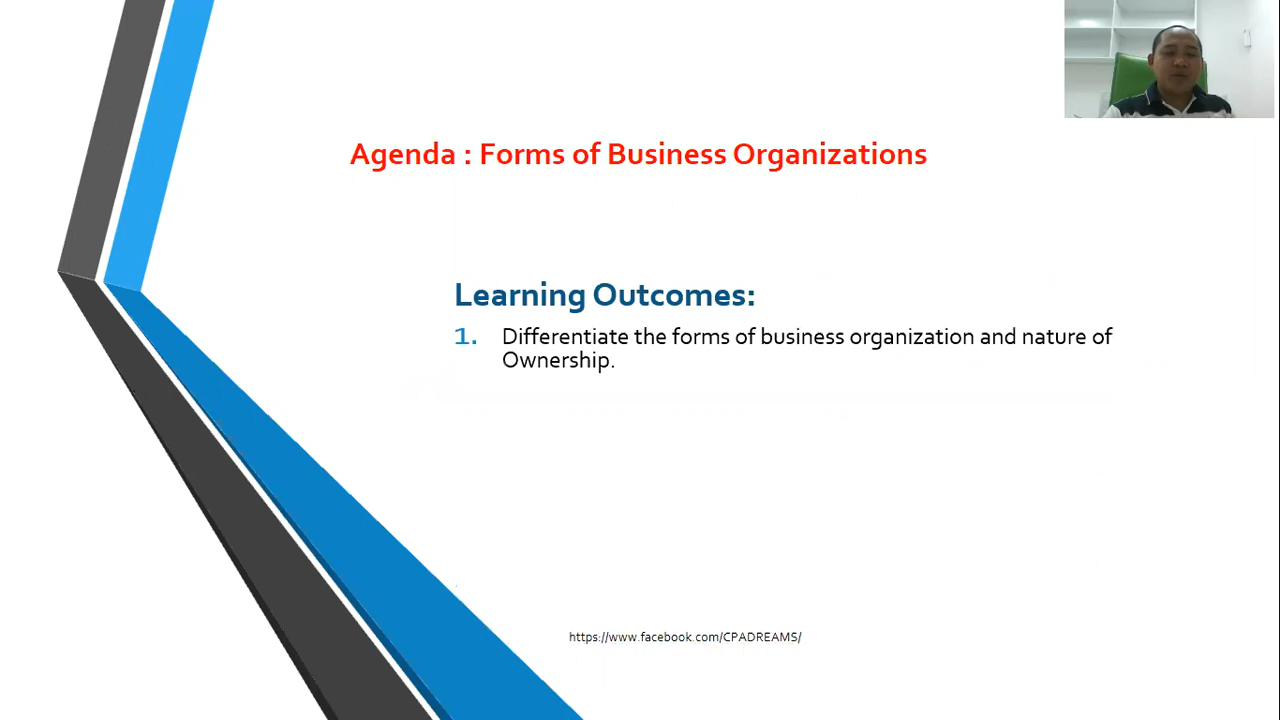 Agenda : Forms of Business Organizations
Learning Outcomes:
1. Differentiate the forms of business organization and nature of
Ownership.
https://www.facebook.com/CPADREAMS/